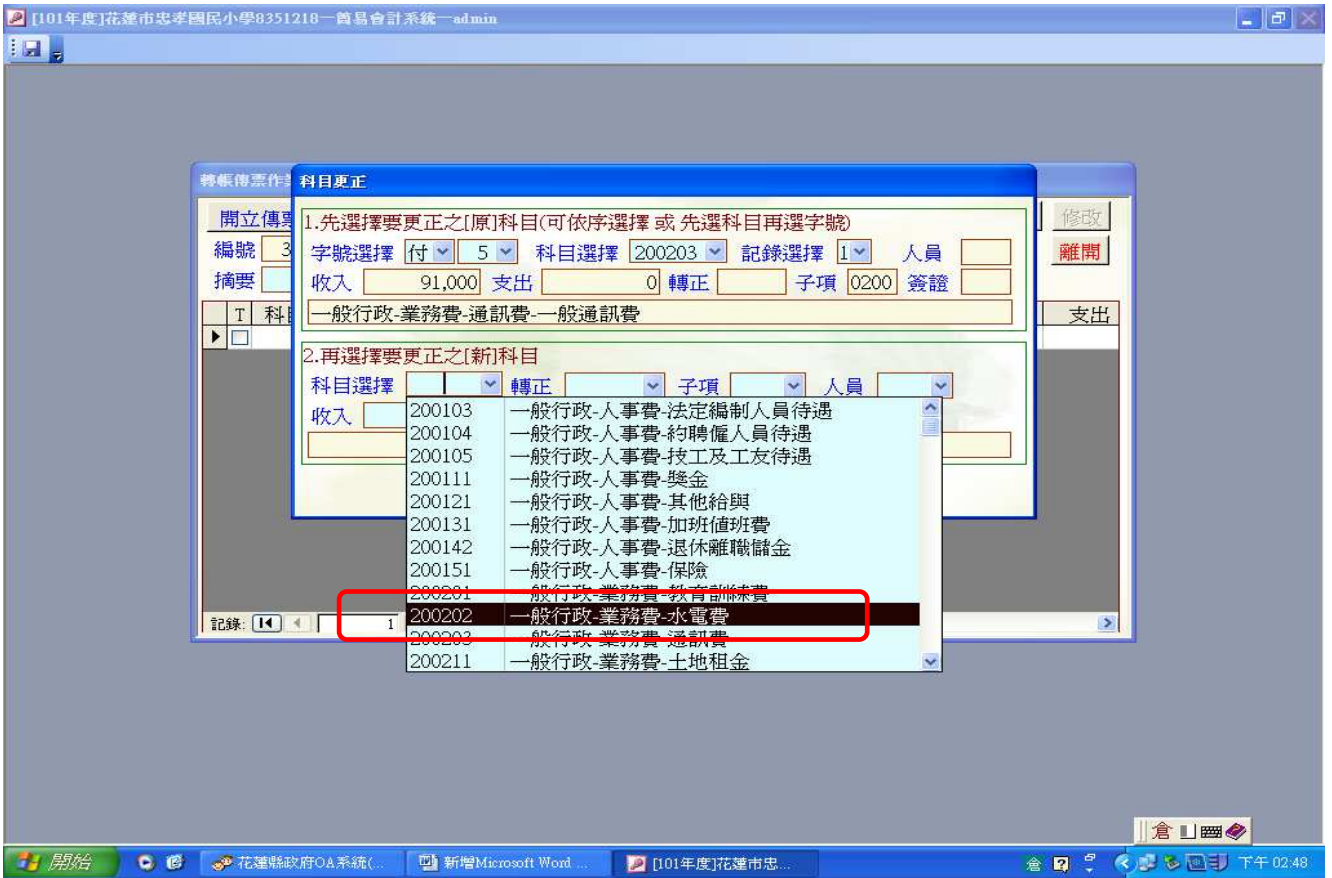 [101年度]花蓮市忠孝國民小學8351218—簡易會計系統—admin
轉帳傳票作業
科目更正
開立傳票
1.先選擇要更正之[原]科目(可依序選擇 或 先選科目再選字號)
修改
編號 3
字號選擇 付 5 科目選擇 200203 記錄選擇 1 人員
離開
摘要
收入 91,000 支出 0 轉正 子項 0200 簽證
T 科目
一般行政-業務費-通訊費-一般通訊費
支出
2.再選擇要更正之[新]科目
科目選擇 轉正 子項 人員
收入
200103 一般行政-人事費-法定編制人員待遇
200104 一般行政-人事費-約聘僱人員待遇
200105 一般行政-人事費-技工及工友待遇
200111 一般行政-人事費-獎金
200121 一般行政-人事費-其他給與
200131 一般行政-人事費-加班值班費
200142 一般行政-人事費-退休離職儲金
200151 一般行政-人事費-保險
200201 一般行政-業務費-教育訓練費
200202 一般行政-業務費-水電費
200203 一般行政-業務費-通訊費
200211 一般行政-業務費-土地租金
記錄: 1
倉
開始 花蓮縣政府OA系統(... 新增Microsoft Word ... [101年度]花蓮市忠... 倉 下午 02:48